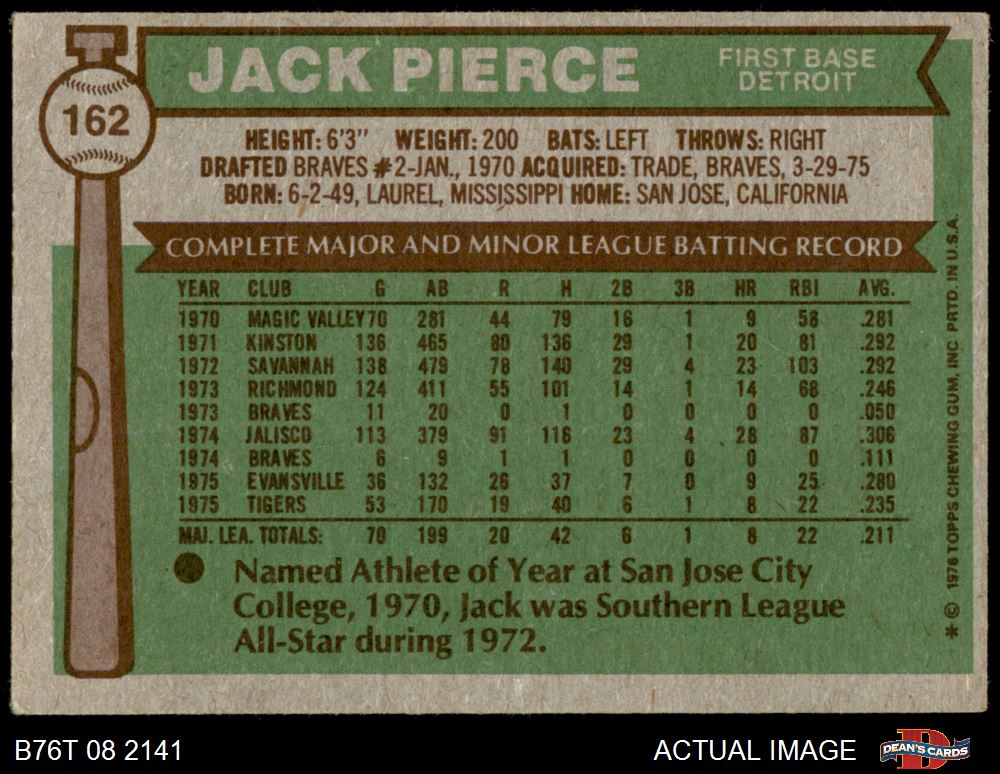 JACK PIERCE
FIRST BASE
DETROIT
162
HEIGHT: 6'3" WEIGHT: 200 BATS: LEFT THROWS: RIGHT
DRAFTED BRAVES #2-JAN., 1970 ACQUIRED: TRADE, BRAVES, 3-29-75
BORN: 6-2-49, LAUREL, MISSISSIPPI HOME: SAN JOSE, CALIFORNIA
COMPLETE MAJOR AND MINOR LEAGUE BATTING RECORD
YEAR CLUB G AB R H 2B 3B HR RBI AVG.
1970 MAGIC VALLEY 70 281 44 79 16 1 9 58 .281
1971 KINSTON 136 465 80 136 29 1 20 81 .292
1972 SAVANNAH 138 479 78 140 29 4 23 103 .292
1973 RICHMOND 124 411 55 101 14 1 14 68 .246
1973 BRAVES 11 20 0 1 0 0 0 0 .050
1974 JALISCO 113 379 91 116 23 4 28 87 .306
1974 BRAVES 6 9 1 1 0 0 0 0 .111
1975 EVANSVILLE 36 132 26 37 7 0 9 25 .280
1975 TIGERS 53 170 19 40 6 1 8 22 .235
MAJ. LEA. TOTALS: 70 199 20 42 6 1 8 22 .211
Named Athlete of Year at San Jose City
College, 1970, Jack was Southern League
All-Star during 1972.
* © 1976 TOPPS CHEWING GUM, INC. PRTD. IN U.S.A.
B76T 08 2141
ACTUAL IMAGE
DEAN'S CARDS